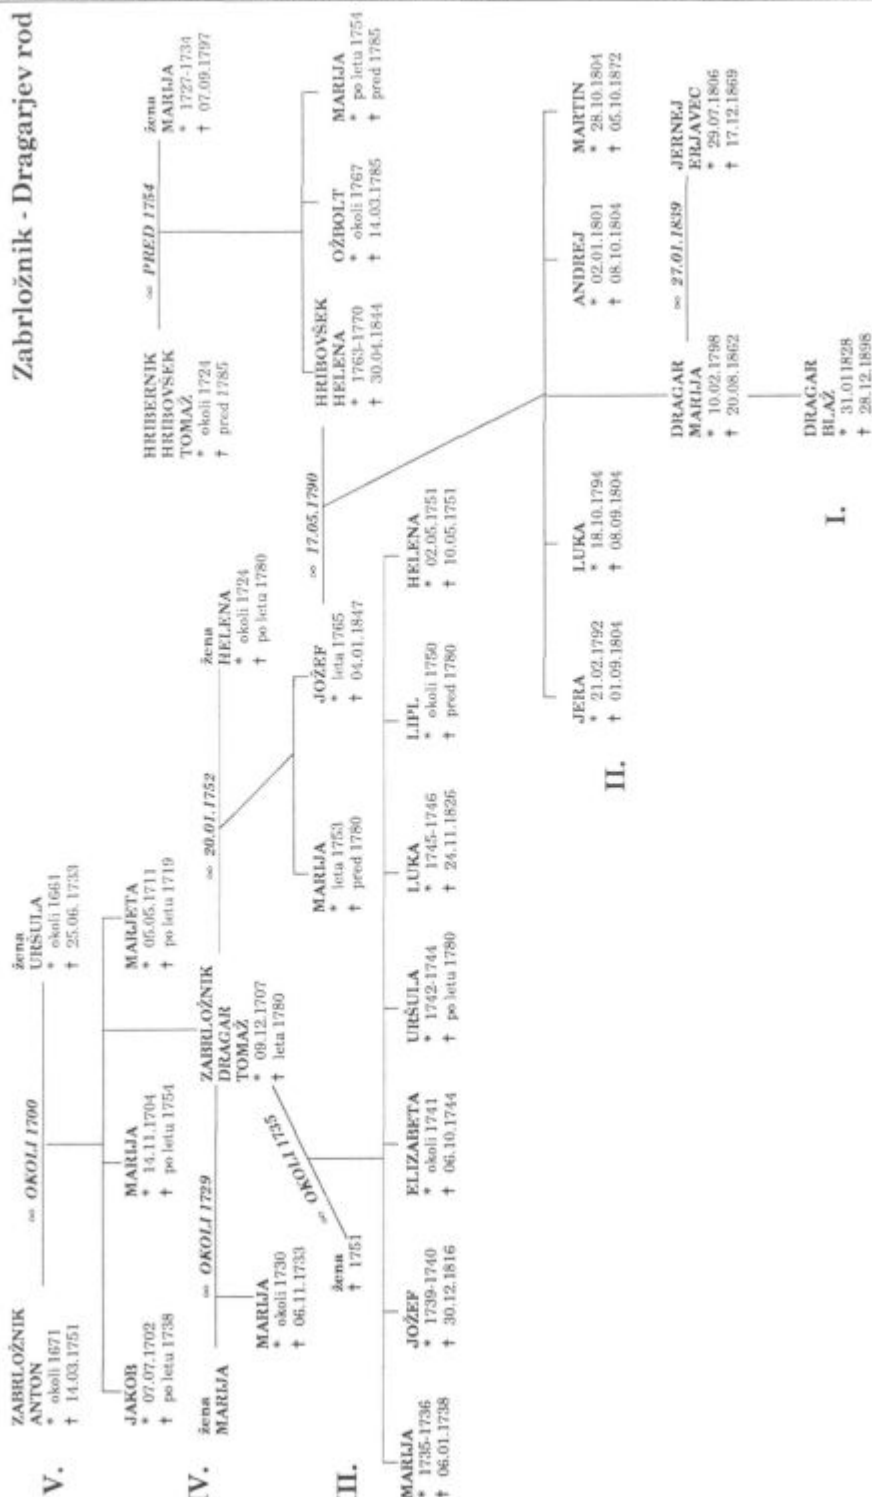 Zabrložnik - Dragarjev rod
V.
ZABRLOŽNIK
ANTON
* okoli 1671
† 14.03.1751
∞ OKOLI 1700
žena
URŠULA
* okoli 1661
† 25.06.1733
JAKOB
* 07.07.1702
† po letu 1738
MARIJA
* 14.11.1704
† po letu 1754
MARJETA
* 05.05.1711
† po letu 1719
HRIBERNIK
HRIBOVŠEK
TOMAŽ
* okoli 1724
† pred 1785
∞ PRED 1754
žena
MARIJA
* 1727-1734
† 07.09.1797
IV.
žena
MARIJA
∞ OKOLI 1729
ZABRLOŽNIK
DRAGAR
TOMAŽ
* 09.12.1707
† leta 1780
∞ 20.01.1752
žena
HELENA
* okoli 1724
† po letu 1780
MARIJA
* okoli 1730
† 06.11.1733
∞ OKOLI 1735
žena
† 1751
MARIJA
* leta 1753
† pred 1780
JOŽEF
* leta 1765
† 04.01.1847
∞ 17.05.1790
HRIBOVŠEK
HELENA
* 1763-1770
† 30.04.1844
OŽBOLT
* okoli 1767
† 14.03.1785
MARIJA
* po letu 1754
† pred 1785
II.
MARIJA
* 1735-1736
† 06.01.1738
JOŽEF
* 1739-1740
† 30.12.1816
ELIZABETA
* okoli 1741
† 06.10.1744
URŠULA
* 1742-1744
† po letu 1780
LUKA
* 1745-1746
† 24.11.1826
LIPL
* okoli 1750
† pred 1780
HELENA
* 02.05.1751
† 10.05.1751
II.
JERA
* 21.02.1792
† 01.09.1804
LUKA
* 18.10.1794
† 08.09.1804
ANDREJ
* 02.01.1801
† 08.10.1804
MARTIN
* 28.10.1804
† 05.10.1872
DRAGAR
MARIJA
* 10.02.1798
† 20.08.1862
∞ 27.01.1839
JERNEJ
ERJAVEC
* 29.07.1806
† 17.12.1869
I.
DRAGAR
BLAŽ
* 31.011828
† 28.12.1898